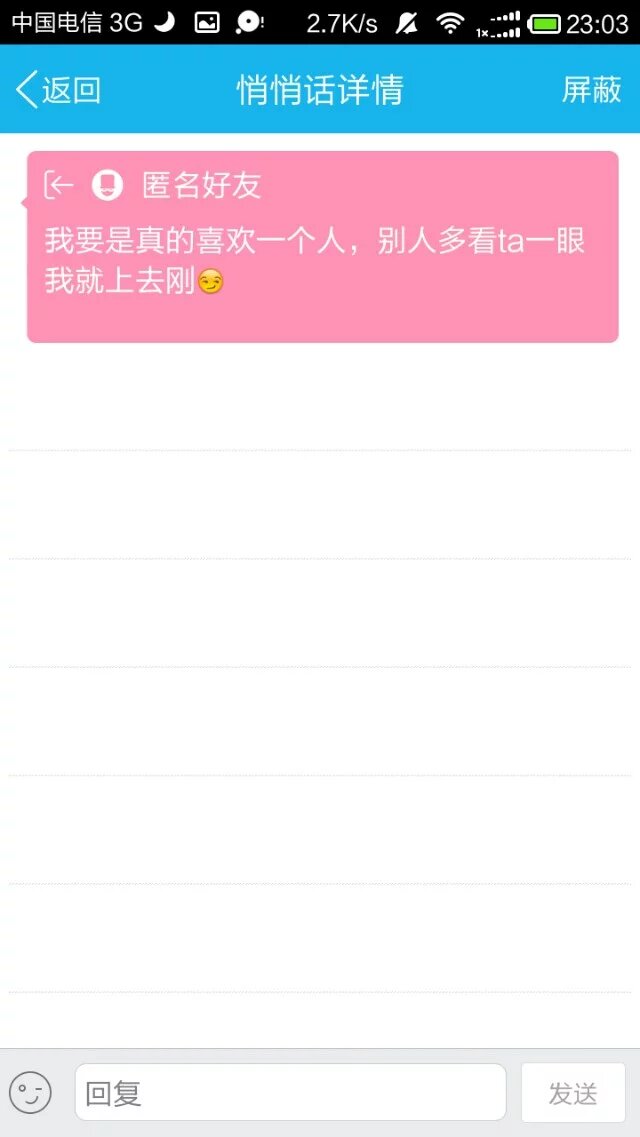 中国电信 3G 2.7K/s 1x 23:03
返回 悄悄话详情 屏蔽
匿名好友
我要是真的喜欢一个人，别人多看ta一眼
我就上去刚😏
回复 发送